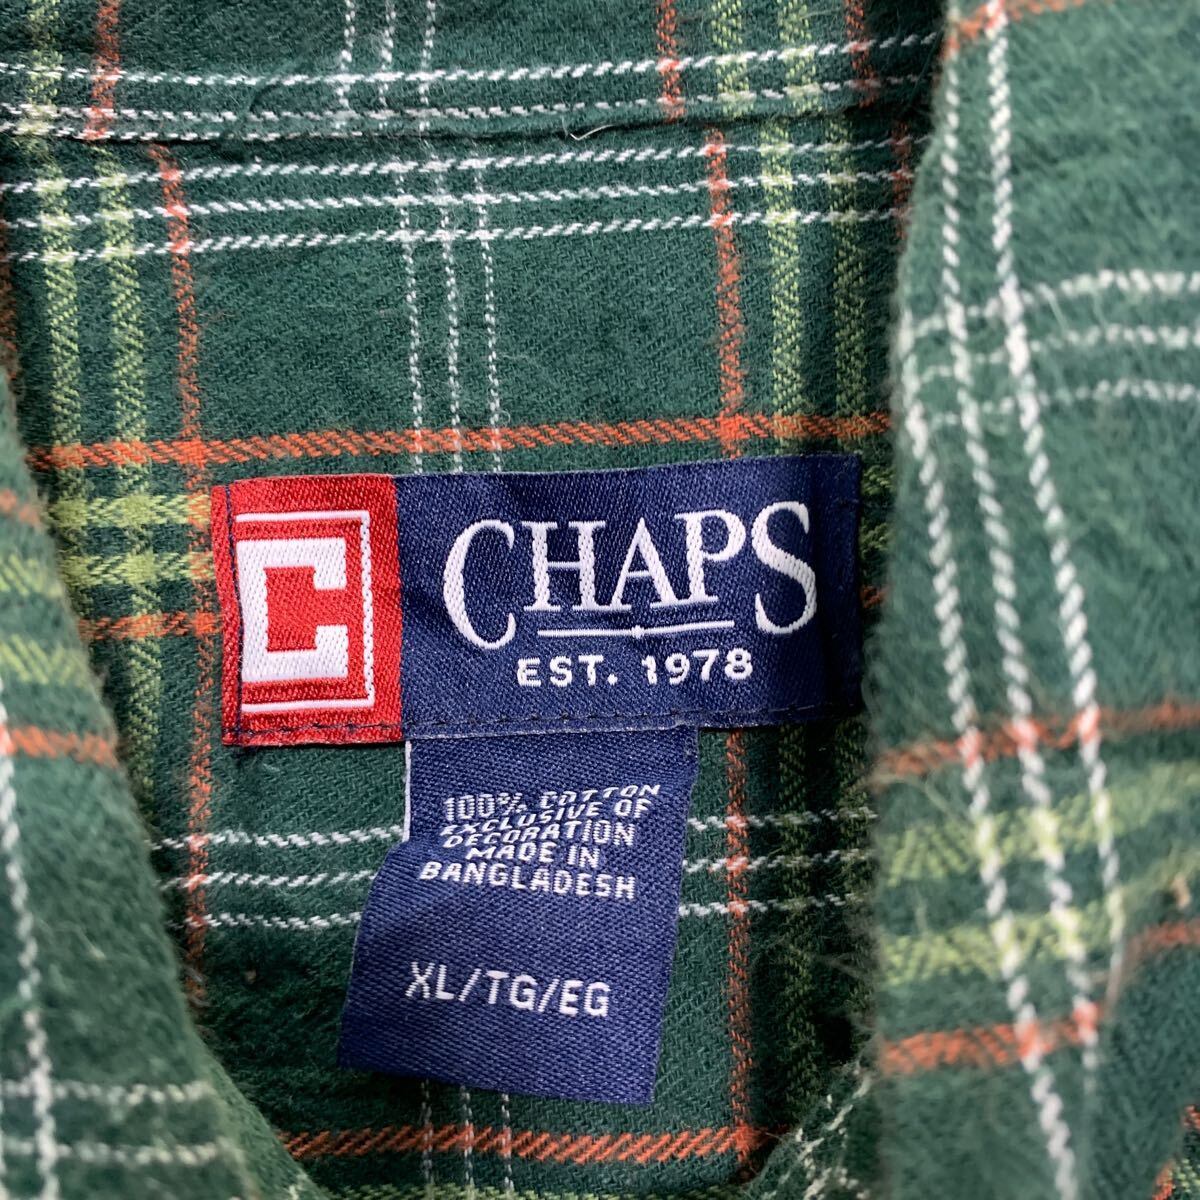 C CHAPS
EST. 1978
100% COTTON
EXCLUSIVE OF
DECORATION
MADE IN
BANGLADESH
XL/TG/EG